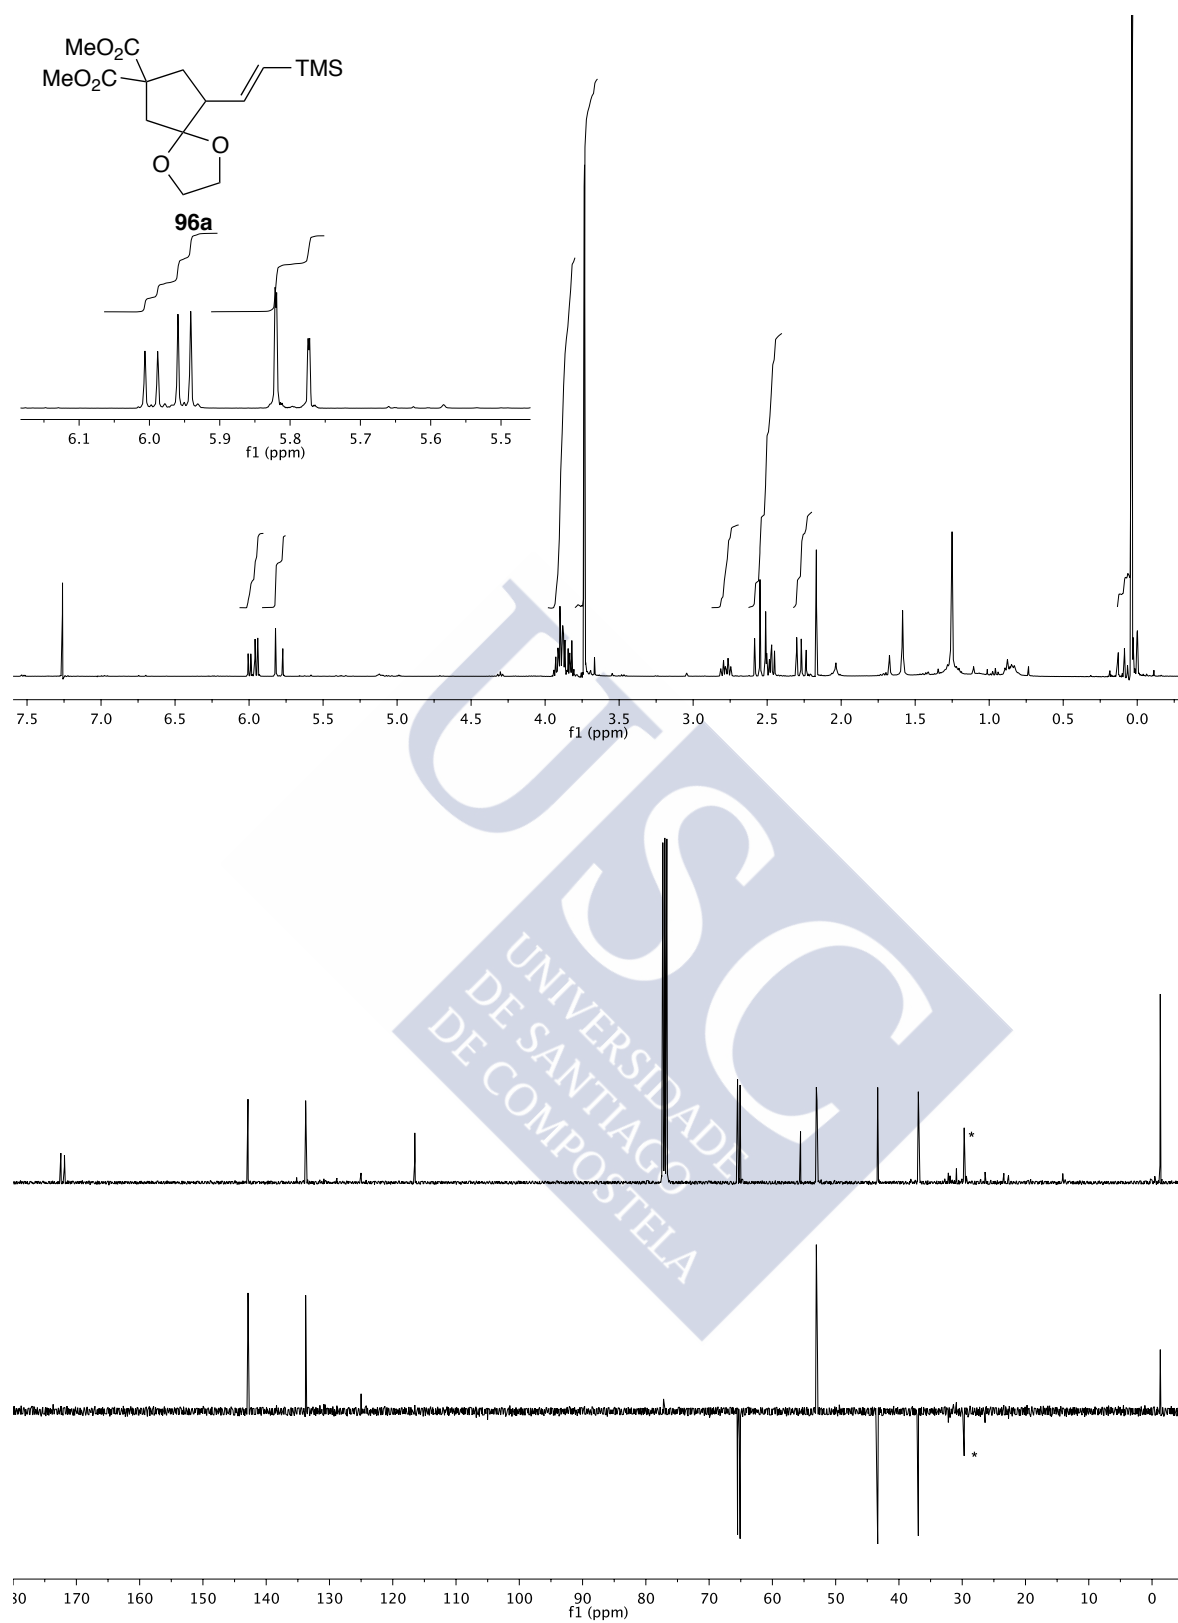 MeO2C
MeO2C
TMS
O
O
96a
6.1 6.0 5.9 5.8 5.7 5.6 5.5
f1 (ppm)
7.5 7.0 6.5 6.0 5.5 5.0 4.5 4.0 3.5 3.0 2.5 2.0 1.5 1.0 0.5 0.0
f1 (ppm)
USC
UNIVERSIDADE
DE SANTIAGO
DE COMPOSTELA
*
*
80 170 160 150 140 130 120 110 100 90 80 70 60 50 40 30 20 10 0
f1 (ppm)